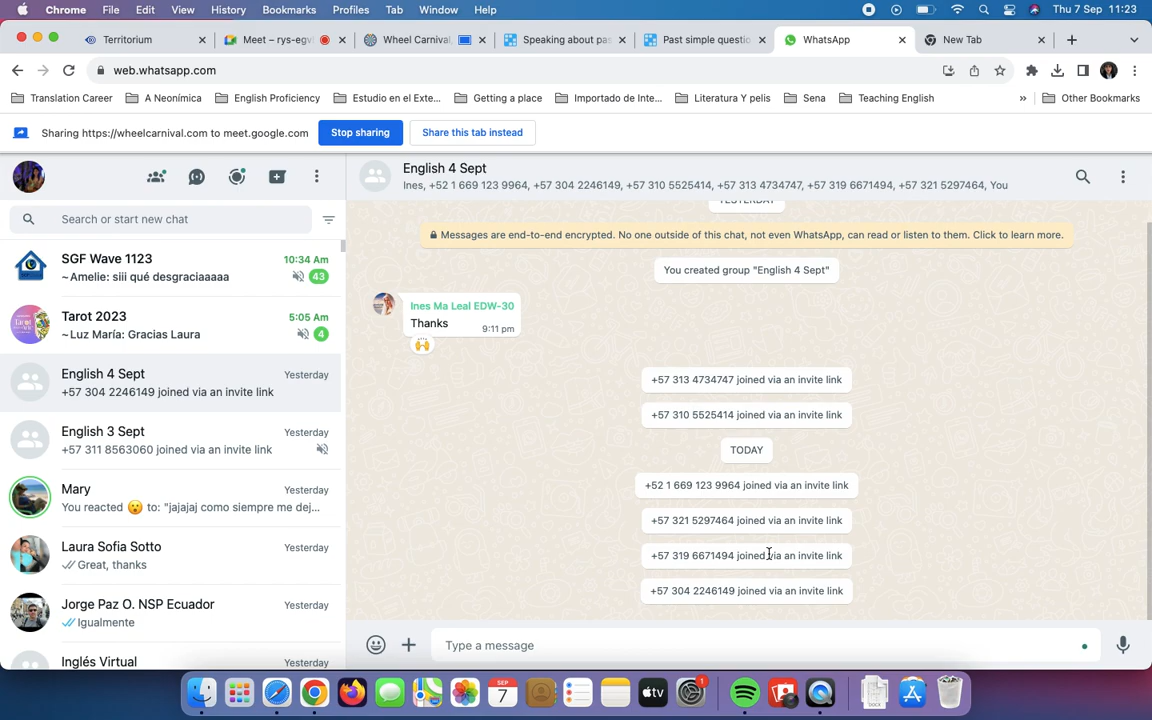 Chrome File Edit View History Bookmarks Profiles Tab Window Help Thu 7 Sep 11:23
Territorium Meet – rys-egv Wheel Carnival, Speaking about pas Past simple questio WhatsApp New Tab
web.whatsapp.com
Translation Career A Neonímica English Proficiency Estudio en el Exte... Getting a place Importado de Inte... Literatura Y pelis Sena Teaching English » Other Bookmarks
Sharing https://wheelcarnival.com to meet.google.com Stop sharing Share this tab instead
English 4 Sept
Ines, +52 1 669 123 9964, +57 304 2246149, +57 310 5525414, +57 313 4734747, +57 319 6671494, +57 321 5297464, You
Search or start new chat
SGF Wave 1123 10:34 Am
~Amelie: siii qué desgraciaaaaa 43
Tarot 2023 5:05 Am
~Luz María: Gracias Laura 4
English 4 Sept Yesterday
+57 304 2246149 joined via an invite link
English 3 Sept Yesterday
+57 311 8563060 joined via an invite link
Mary Yesterday
You reacted 😮 to: "jajajaj como siempre me dej...
Laura Sofia Sotto Yesterday
Great, thanks
Jorge Paz O. NSP Ecuador Yesterday
Igualmente
Inglés Virtual Yesterday
YESTERDAY
Messages are end-to-end encrypted. No one outside of this chat, not even WhatsApp, can read or listen to them. Click to learn more.
You created group "English 4 Sept"
Ines Ma Leal EDW-30
Thanks 9:11 pm
+57 313 4734747 joined via an invite link
+57 310 5525414 joined via an invite link
TODAY
+52 1 669 123 9964 joined via an invite link
+57 321 5297464 joined via an invite link
+57 319 6671494 joined via an invite link
+57 304 2246149 joined via an invite link
Type a message
SEP
7
tv
1
DOCX